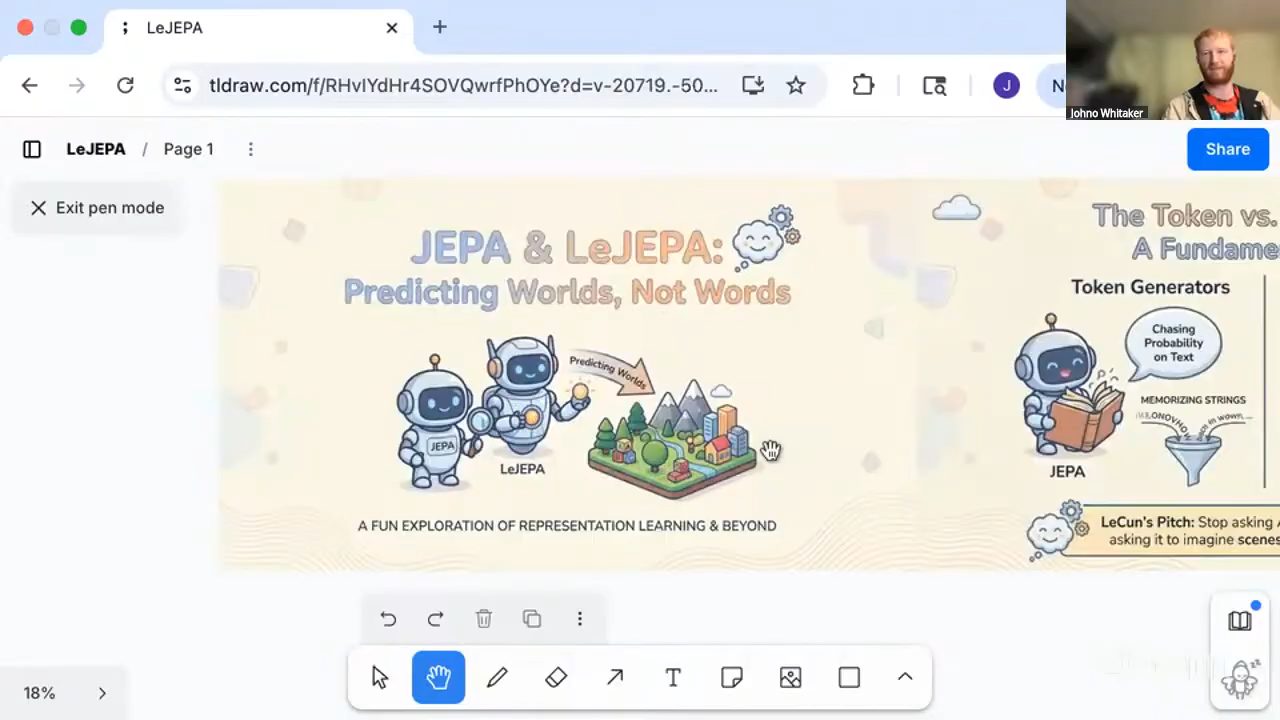 LeJEPA
tldraw.com/f/RHvIYdHr4SOVQwrfPhOYe?d=v-20719.-50...
J
Johno Whitaker
LeJEPA / Page 1
Share
Exit pen mode
JEPA & LeJEPA:
Predicting Worlds, Not Words
Predicting Worlds
JEPA
LeJEPA
A FUN EXPLORATION OF REPRESENTATION LEARNING & BEYOND
The Token vs.
Token Generators
Chasing
Probability
on Text
MEMORIZING STRINGS
JEPA
LeCun's Pitch: Stop asking
asking it to imagine scenes
18%
T